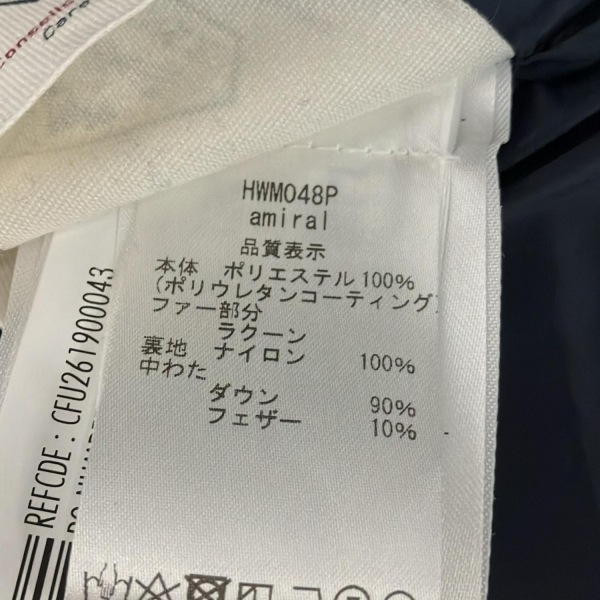 Conseils
Care
HWM048P
amiral
品質表示
本体 ポリエステル100%
(ポリウレタンコーティング)
ファー部分
ラクーン
裏地 ナイロン 100%
中わた
ダウン 90%
フェザー 10%
REFCDE : CFU261900043